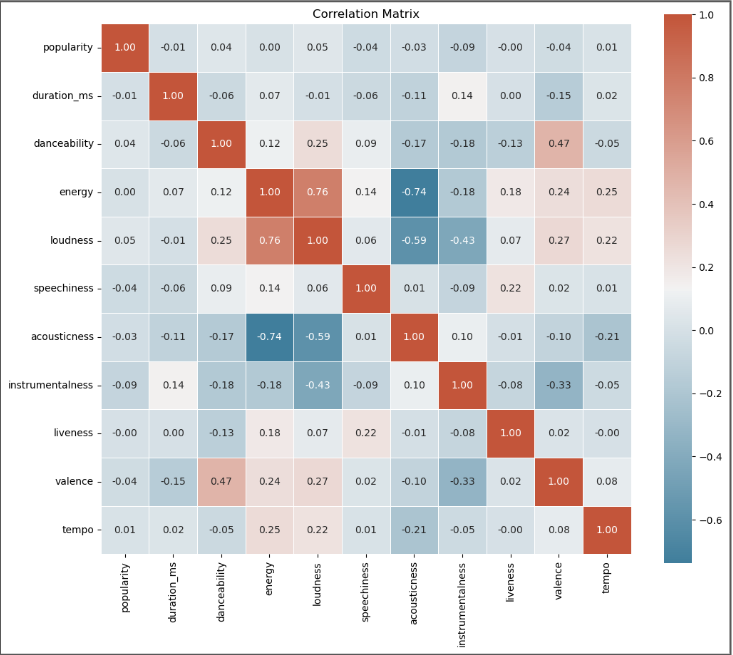 Correlation Matrix
popularity 1.00 -0.01 0.04 0.00 0.05 -0.04 -0.03 -0.09 -0.00 -0.04 0.01
duration_ms -0.01 1.00 -0.06 0.07 -0.01 -0.06 -0.11 0.14 0.00 -0.15 0.02
danceability 0.04 -0.06 1.00 0.12 0.25 0.09 -0.17 -0.18 -0.13 0.47 -0.05
energy 0.00 0.07 0.12 1.00 0.76 0.14 -0.74 -0.18 0.18 0.24 0.25
loudness 0.05 -0.01 0.25 0.76 1.00 0.06 -0.59 -0.43 0.07 0.27 0.22
speechiness -0.04 -0.06 0.09 0.14 0.06 1.00 0.01 -0.09 0.22 0.02 0.01
acousticness -0.03 -0.11 -0.17 -0.74 -0.59 0.01 1.00 0.10 -0.01 -0.10 -0.21
instrumentalness -0.09 0.14 -0.18 -0.18 -0.43 -0.09 0.10 1.00 -0.08 -0.33 -0.05
liveness -0.00 0.00 -0.13 0.18 0.07 0.22 -0.01 -0.08 1.00 0.02 -0.00
valence -0.04 -0.15 0.47 0.24 0.27 0.02 -0.10 -0.33 0.02 1.00 0.08
tempo 0.01 0.02 -0.05 0.25 0.22 0.01 -0.21 -0.05 -0.00 0.08 1.00
popularity duration_ms danceability energy loudness speechiness acousticness instrumentalness liveness valence tempo
1.0
0.8
0.6
0.4
0.2
0.0
−0.2
−0.4
−0.6